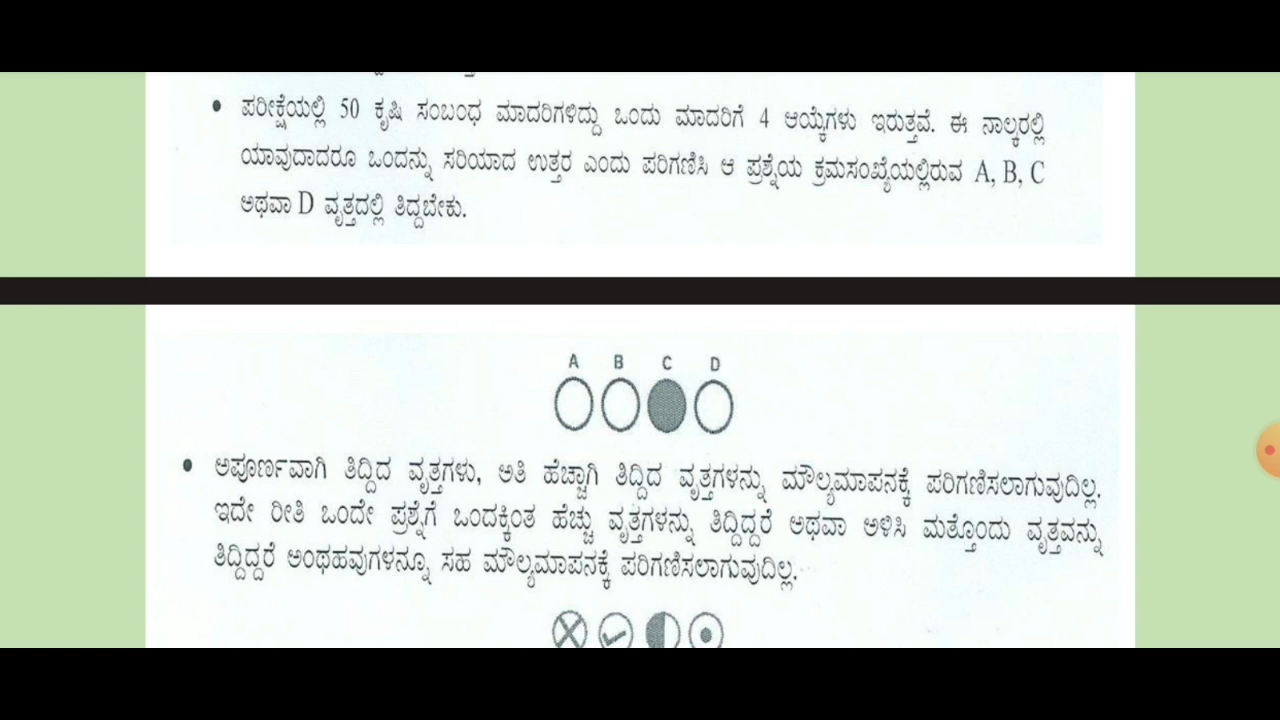 • ಪರೀಕ್ಷೆಯಲ್ಲಿ 50 ಕೃಷಿ ಸಂಬಂಧ ಮಾದರಿಗಳಿದ್ದು ಒಂದು ಮಾದರಿಗೆ 4 ಆಯ್ಕೆಗಳು ಇರುತ್ತವೆ. ಈ ನಾಲ್ಕರಲ್ಲಿ
ಯಾವುದಾದರೂ ಒಂದನ್ನು ಸರಿಯಾದ ಉತ್ತರ ಎಂದು ಪರಿಗಣಿಸಿ ಆ ಪ್ರಶ್ನೆಯ ಕ್ರಮಸಂಖ್ಯೆಯಲ್ಲಿರುವ A, B, C
ಅಥವಾ D ವೃತ್ತದಲ್ಲಿ ತಿದ್ದಬೇಕು.
A B C D
• ಅಪೂರ್ಣವಾಗಿ ತಿದ್ದಿದ ವೃತ್ತಗಳು, ಅತಿ ಹೆಚ್ಚಾಗಿ ತಿದ್ದಿದ ವೃತ್ತಗಳನ್ನು ಮೌಲ್ಯಮಾಪನಕ್ಕೆ ಪರಿಗಣಿಸಲಾಗುವುದಿಲ್ಲ.
ಇದೇ ರೀತಿ ಒಂದೇ ಪ್ರಶ್ನೆಗೆ ಒಂದಕ್ಕಿಂತ ಹೆಚ್ಚು ವೃತ್ತಗಳನ್ನು ತಿದ್ದಿದ್ದರೆ ಅಥವಾ ಅಳಿಸಿ ಮತ್ತೊಂದು ವೃತ್ತವನ್ನು
ತಿದ್ದಿದ್ದರೆ ಅಂಥಹವುಗಳನ್ನೂ ಸಹ ಮೌಲ್ಯಮಾಪನಕ್ಕೆ ಪರಿಗಣಿಸಲಾಗುವುದಿಲ್ಲ.